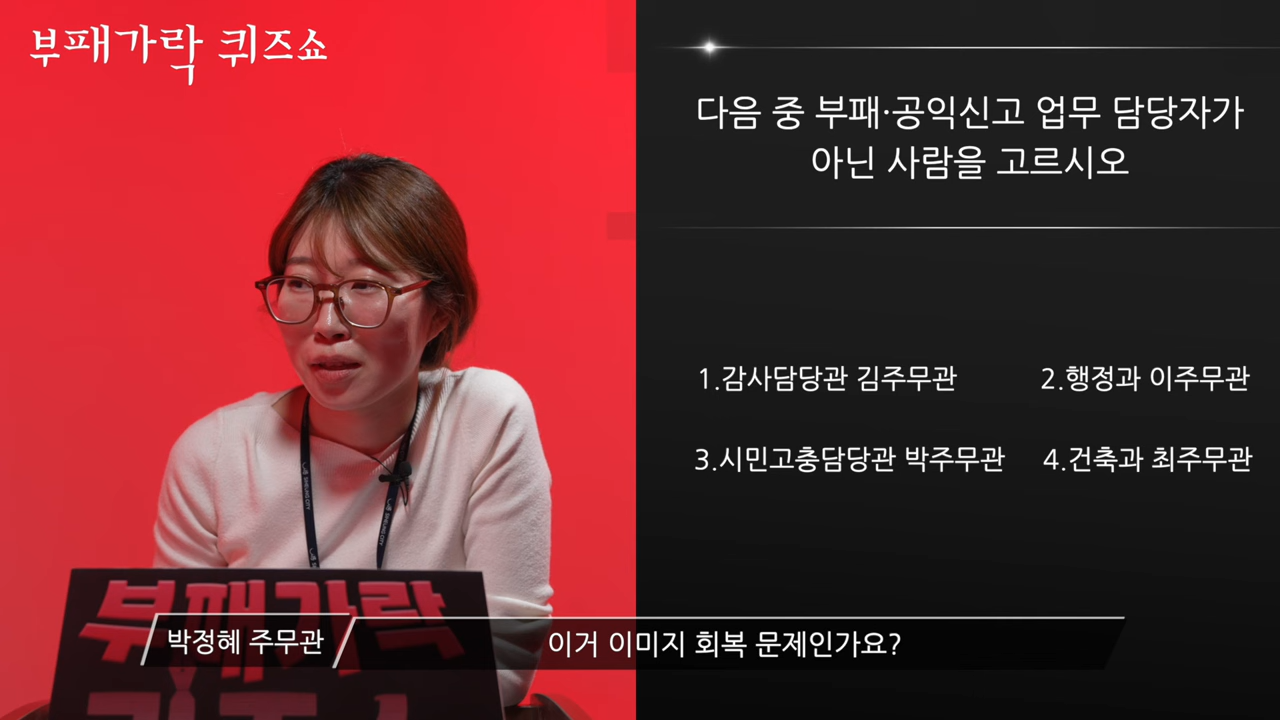 부패가락 퀴즈쇼
다음 중 부패·공익신고 업무 담당자가
아닌 사람을 고르시오
1.감사담당관 김주무관
2.행정과 이주무관
3.시민고충담당관 박주무관
4.건축과 최주무관
SIHEUNG CITY
SIHEUNG CITY
부패가락
박정혜 주무관
이거 이미지 회복 문제인가요?